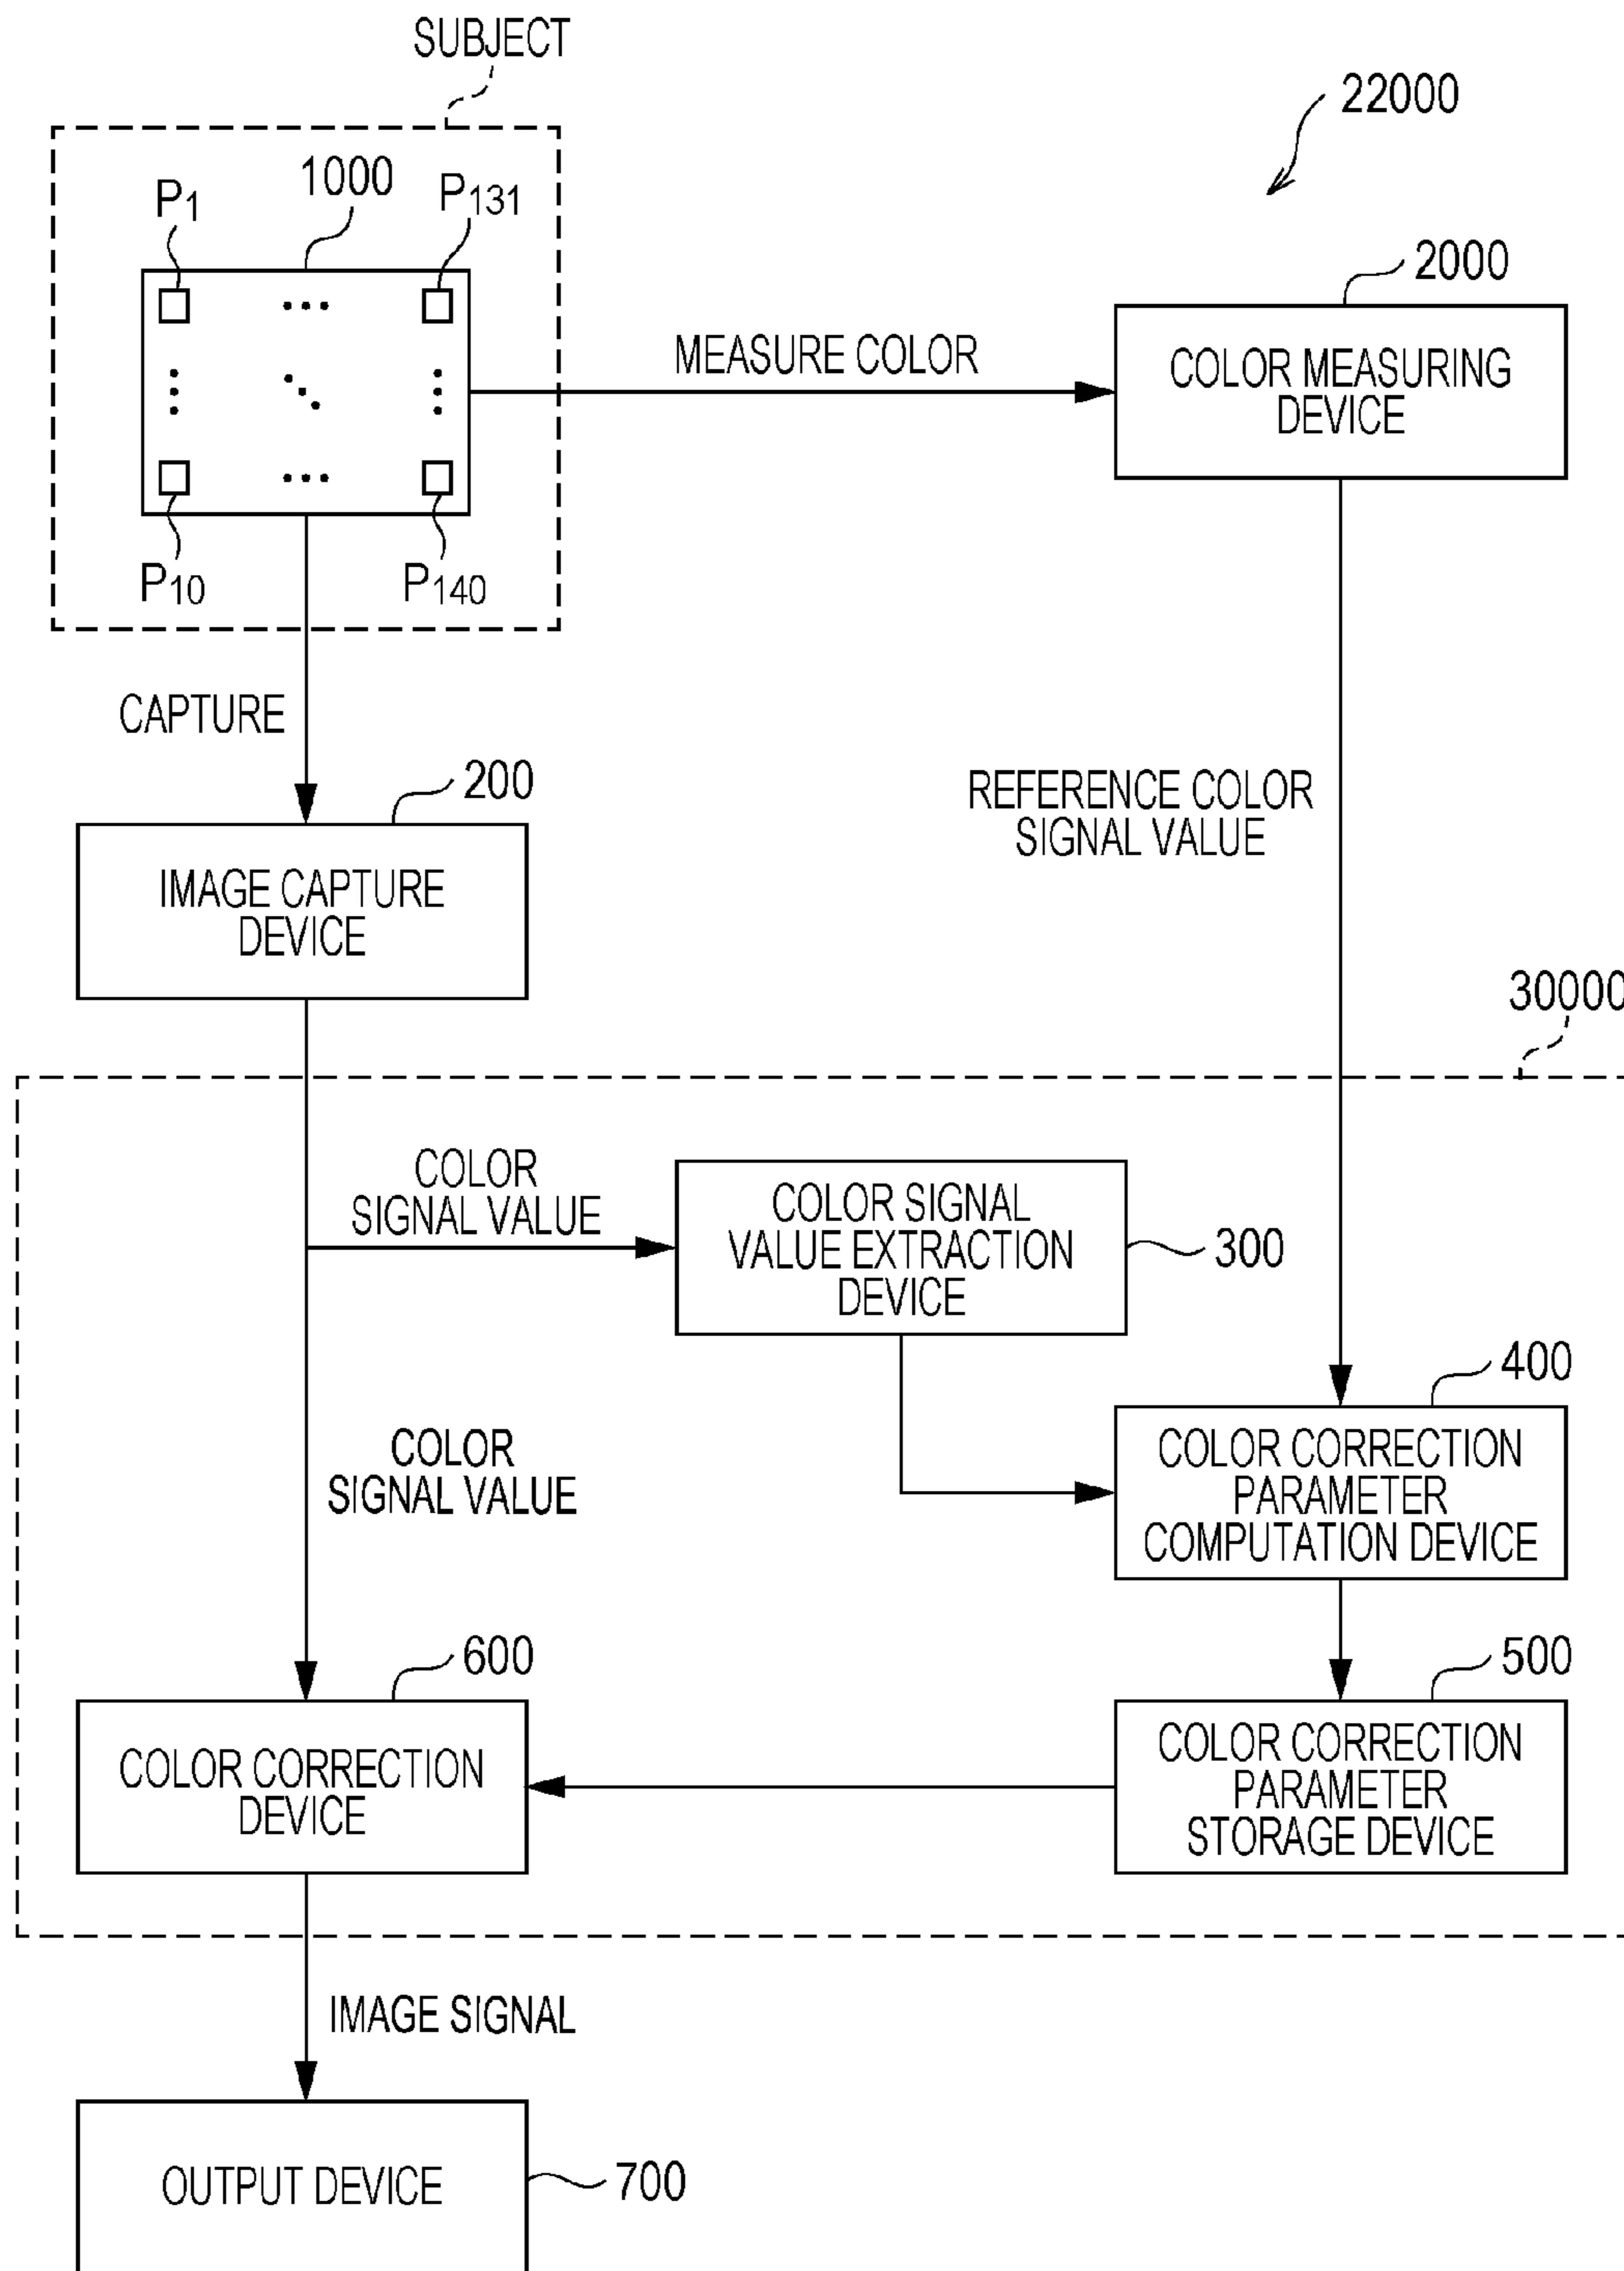 SUBJECT
22000
1000
P1
P131
2000
MEASURE COLOR
COLOR MEASURING
DEVICE
P10
P140
CAPTURE
200
REFERENCE COLOR
SIGNAL VALUE
IMAGE CAPTURE
DEVICE
30000
COLOR
SIGNAL VALUE
COLOR SIGNAL
VALUE EXTRACTION
DEVICE
300
400
COLOR
SIGNAL VALUE
COLOR CORRECTION
PARAMETER
COMPUTATION DEVICE
600
500
COLOR CORRECTION
DEVICE
COLOR CORRECTION
PARAMETER
STORAGE DEVICE
IMAGE SIGNAL
OUTPUT DEVICE
700